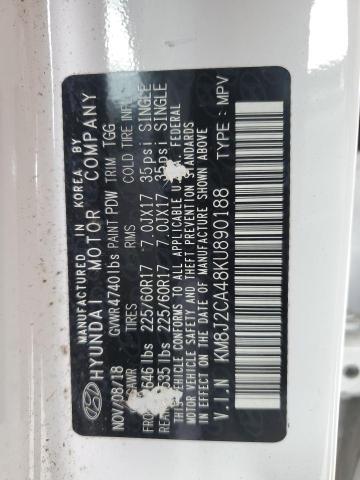 MANUFACTURED IN KOREA BY
HYUNDAI MOTOR COMPANY
NOV/08/18 GVWR 4740 lbs PAINT PDW TRIM TGG
GAWR TIRES RMS COLD TIRE
FRO 646 lbs 225/60R17 7.0JX17 35psi SINGLE
REA 535 lbs 225/60R17 7.0JX17 35psi SINGLE
THIS VEHICLE CONFORMS TO ALL APPLICABLE FEDERAL
MOTOR VEHICLE SAFETY AND THEFT PREVENTION STANDARDS
IN EFFECT ON THE DATE OF MANUFACTURE SHOWN ABOVE.
V.I.N : KM8J2CA48KU890188 TYPE : MPV